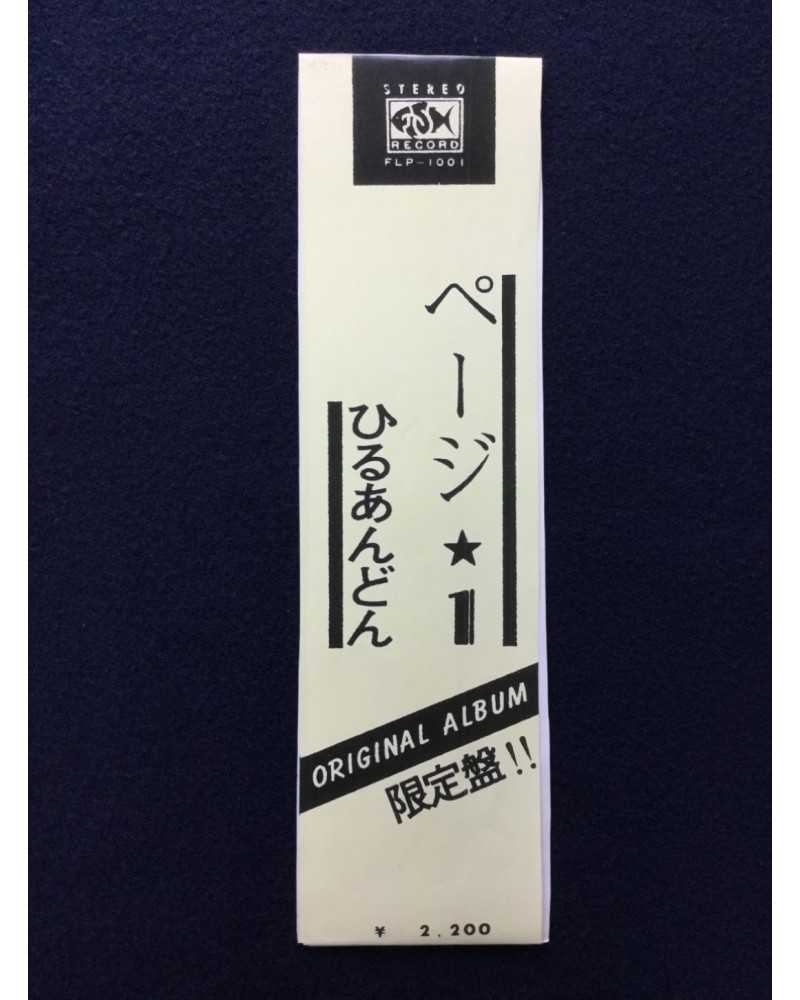 STEREO
FISH
RECORD
FLP-1001
ページ★1
ひるあんどん
ORIGINAL ALBUM
限定盤!!
¥ 2,200